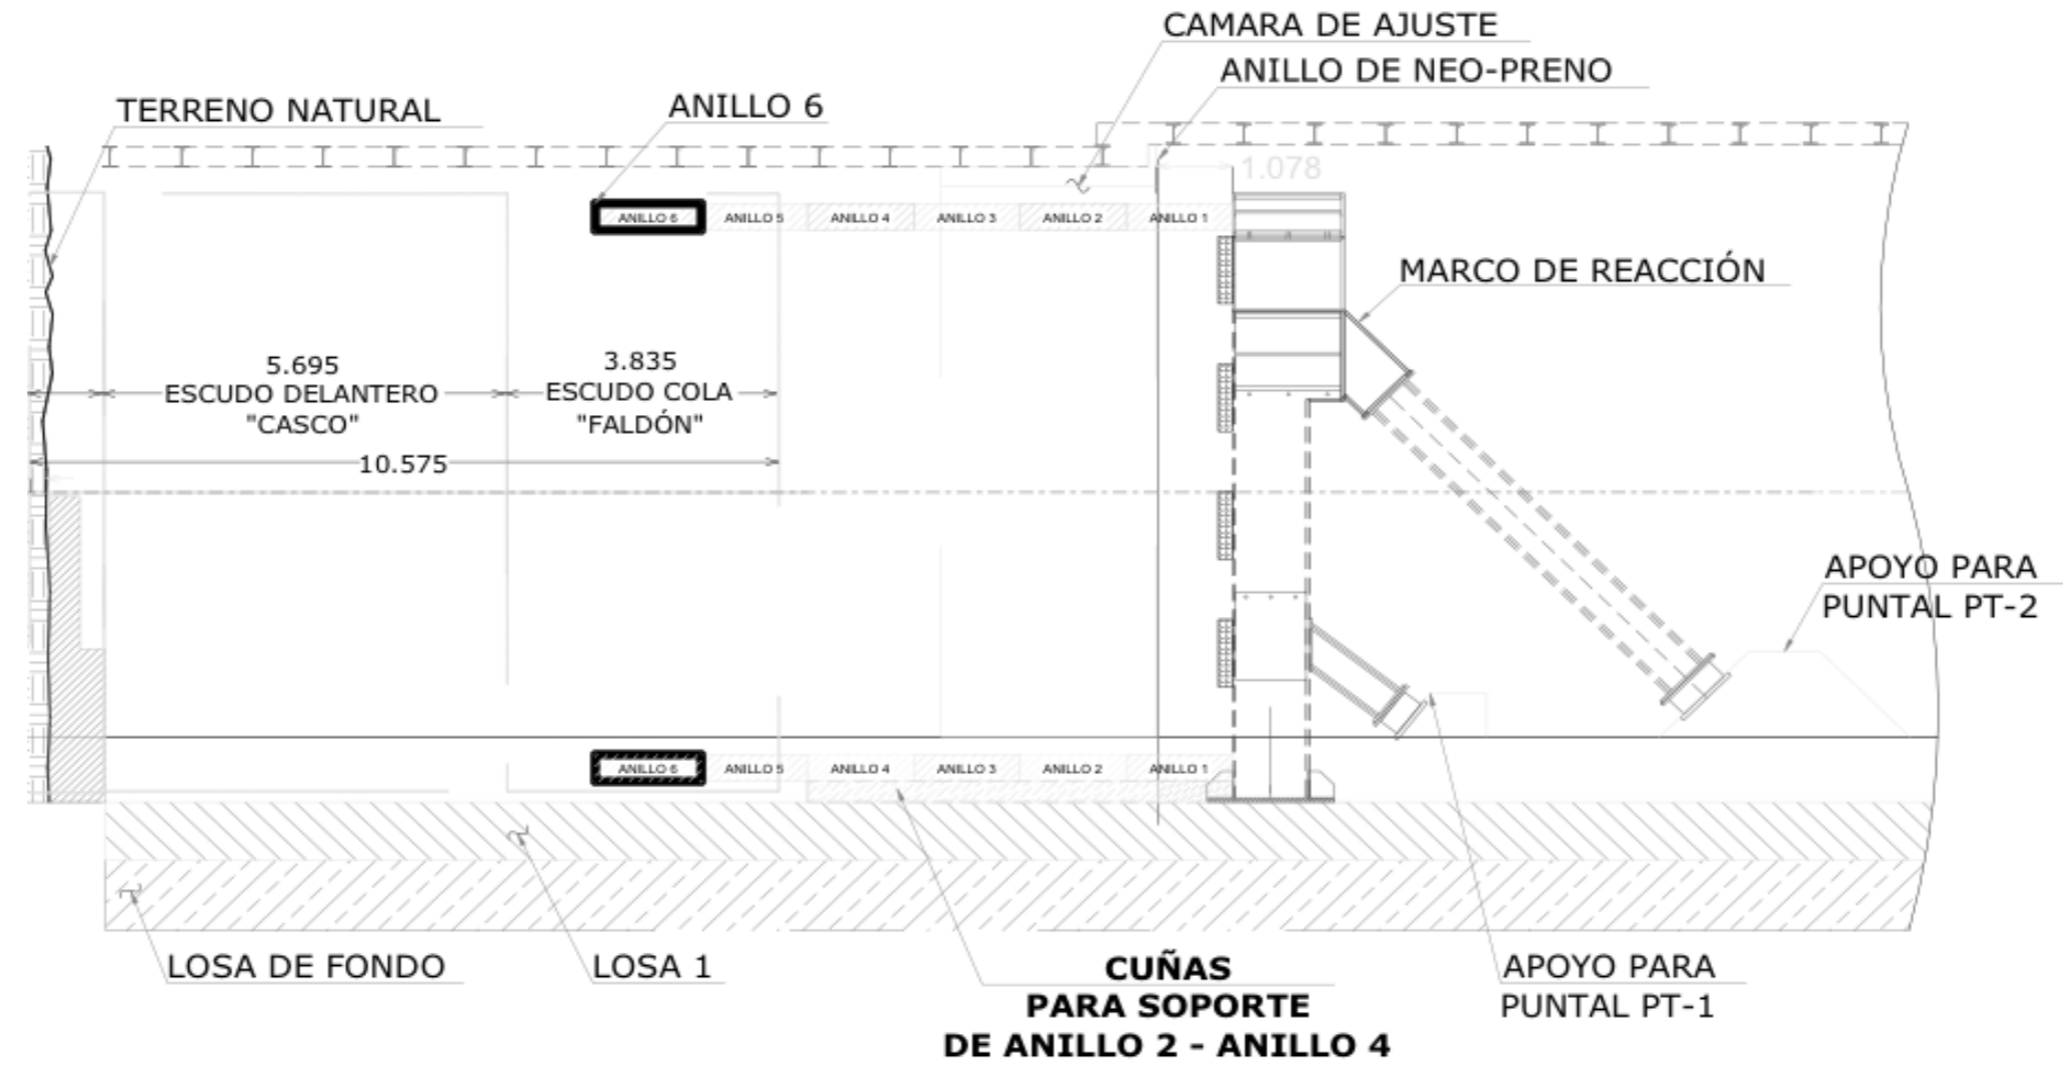 CAMARA DE AJUSTE
ANILLO DE NEO-PRENO
TERRENO NATURAL
ANILLO 6
1.078
ANILLO 6 ANILLO 5 ANILLO 4 ANILLO 3 ANILLO 2 ANILLO 1
MARCO DE REACCIÓN
5.695
ESCUDO DELANTERO
"CASCO"
3.835
ESCUDO COLA
"FALDÓN"
10.575
APOYO PARA
PUNTAL PT-2
ANILLO 6 ANILLO 5 ANILLO 4 ANILLO 3 ANILLO 2 ANILLO 1
LOSA DE FONDO
LOSA 1
CUÑAS
PARA SOPORTE
DE ANILLO 2 - ANILLO 4
APOYO PARA
PUNTAL PT-1